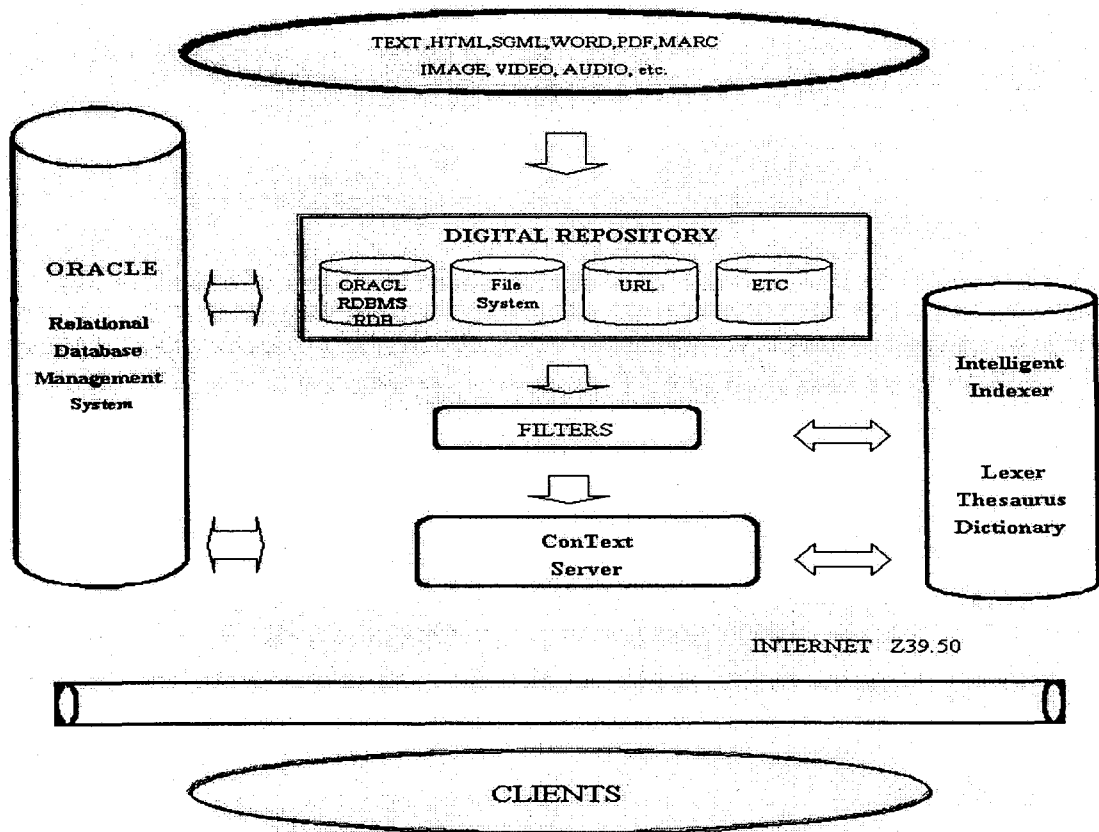 TEXT ,HTML,SGML,WORD,PDF,MARC
IMAGE, VIDEO, AUDIO, etc.
ORACLE
Relational
Database
Management
System
DIGITAL REPOSITORY
ORACL
RDBMS
RDB
File
System
URL
ETC
FILTERS
ConText
Server
Intelligent
Indexer
Lexer
Thesaurus
Dictionary
INTERNET Z39.50
CLIENTS